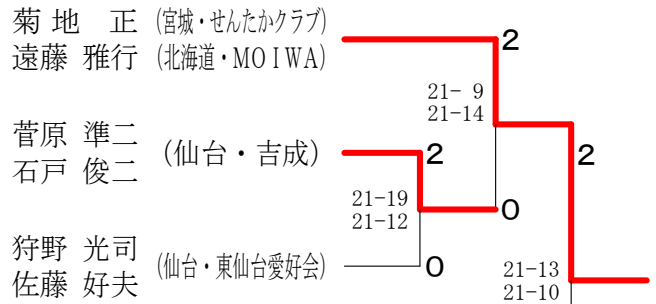 菊地 正 (宮城・せんたかクラブ)
遠藤 雅行 (北海道・MOIWA)
2
21- 9
21-14
菅原 準二
石戸 俊二
(仙台・吉成)
2
2
21-19
21-12
0
狩野 光司
佐藤 好夫
(仙台・東仙台愛好会)
0
21-13
21-10